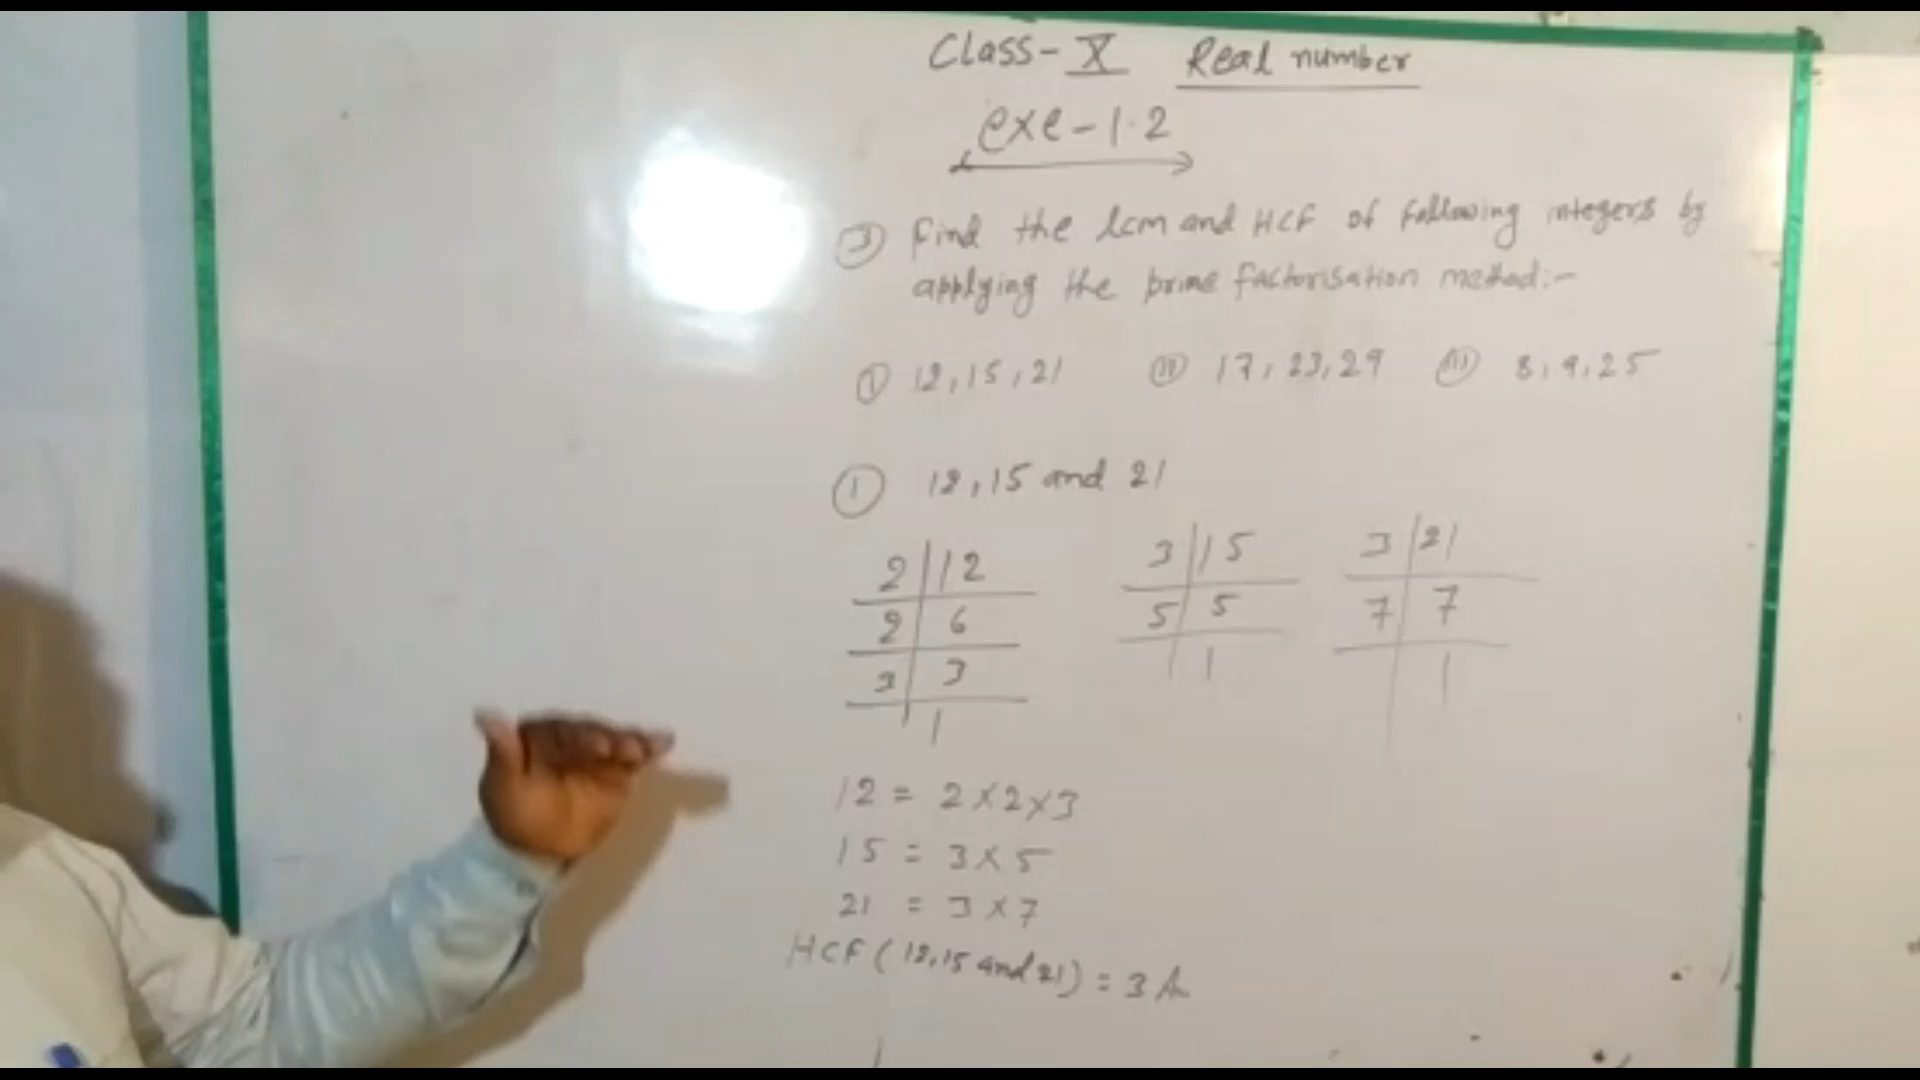 Class-X Real number
exe-1.2
③ Find the lcm and HCF of following integers by
applying the prime factorisation method:-
① 12, 15, 21 ⑪ 17, 23, 29 (iii) 8, 9, 25
① 12, 15 and 21
2 | 12
2 | 6
3 | 3
1
3 | 15
5 | 5
1
3 | 21
7 | 7
1
12 = 2×2×3
15 = 3×5
21 = 3×7
HCF (12,15 and 21) = 3